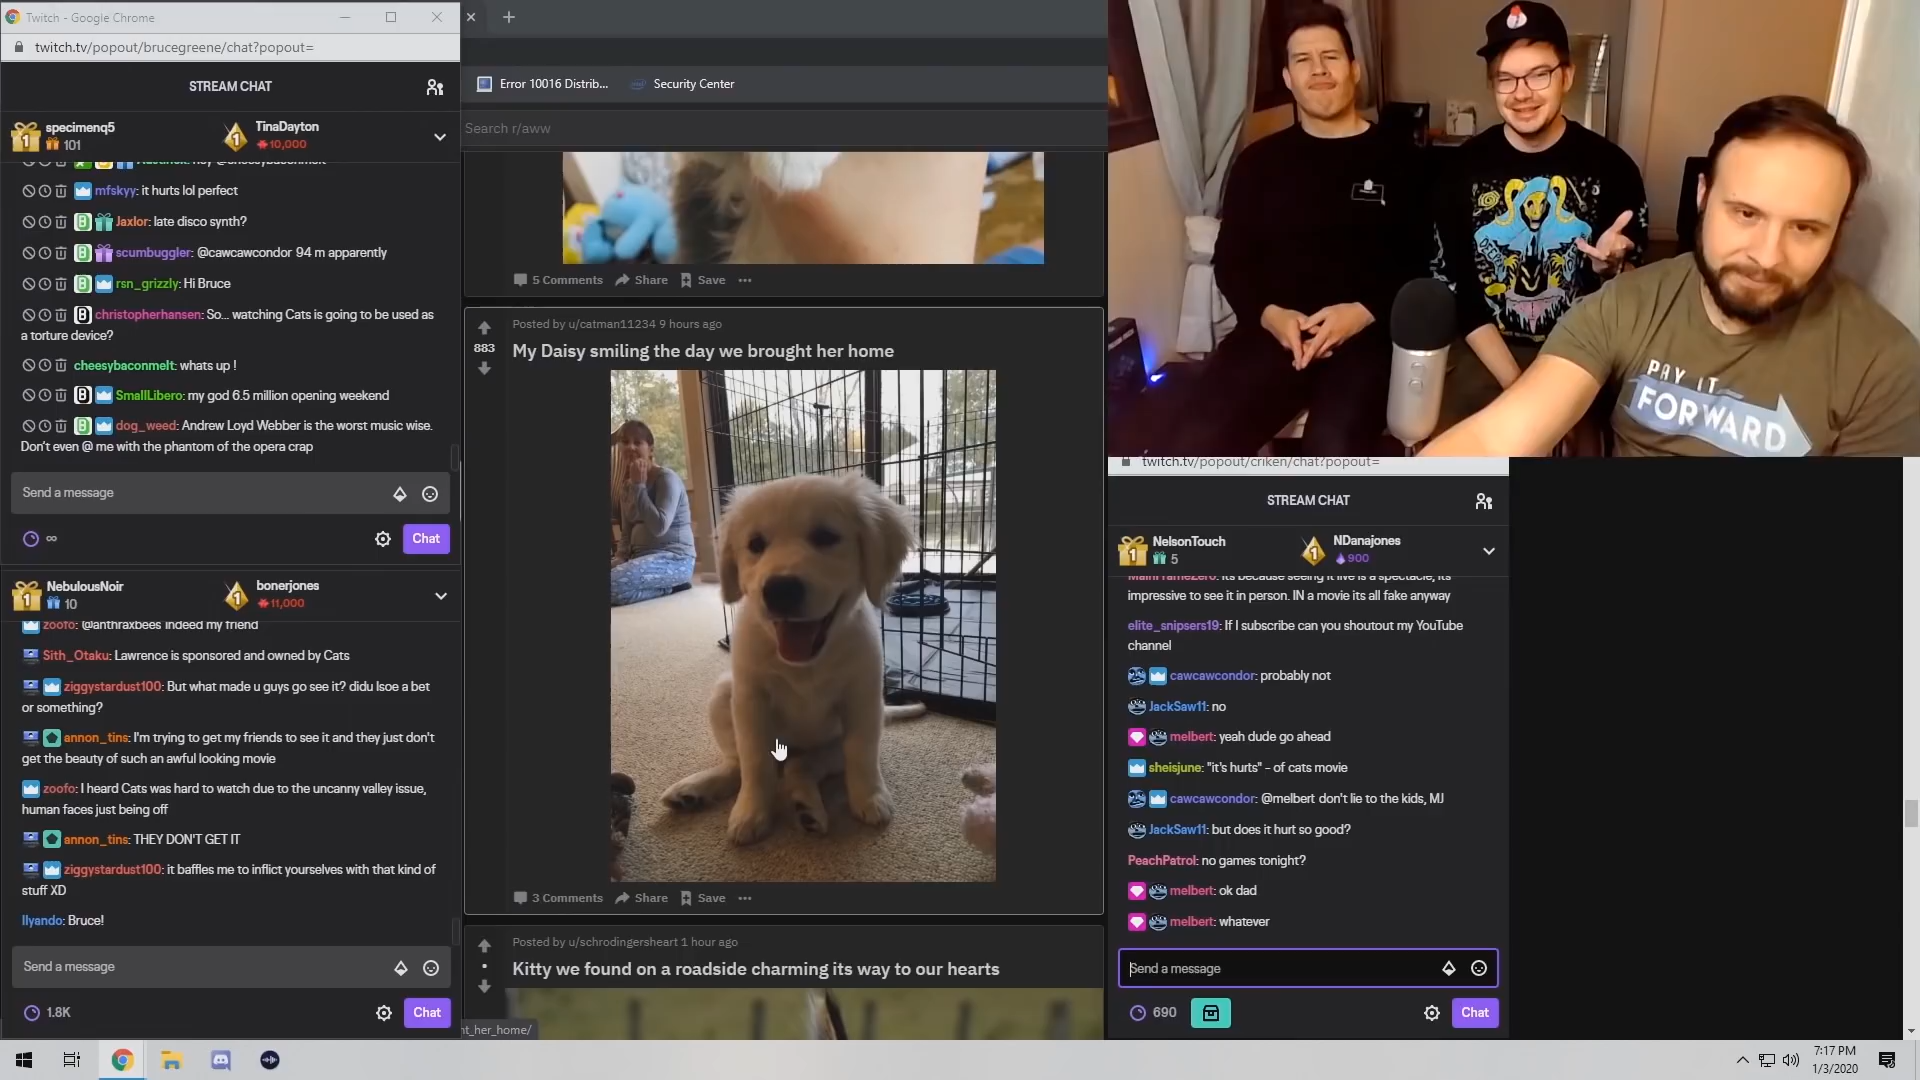 Twitch - Google Chrome
twitch.tv/popout/brucegreene/chat?popout=
STREAM CHAT
specimenq5
101
TinaDayton
10,000
mfskyy: it hurts lol perfect
Jaxlor: late disco synth?
scumbuggler: @cawcawcondor 94 m apparently
rsn_grizzly: Hi Bruce
christopherhansen: So... watching Cats is going to be used as
a torture device?
cheesybaconmelt: whats up !
SmallLibero: my god 6.5 million opening weekend
dog_weed: Andrew Loyd Webber is the worst music wise.
Don't even @ me with the phantom of the opera crap
Send a message
∞
Chat
NebulousNoir
10
bonerjones
11,000
zoofo: @anthraxbees indeed my friend
Sith_Otaku: Lawrence is sponsored and owned by Cats
ziggystardust100: But what made u guys go see it? didu lsoe a bet
or something?
annon_tins: I'm trying to get my friends to see it and they just don't
get the beauty of such an awful looking movie
zoofo: I heard Cats was hard to watch due to the uncanny valley issue,
human faces just being off
annon_tins: THEY DON'T GET IT
ziggystardust100: it baffles me to inflict yourselves with that kind of
stuff XD
Ilyando: Bruce!
Send a message
1.8K
Chat
Error 10016 Distrib...
Security Center
Search r/aww
5 Comments
Share
Save
Posted by u/catman11234 9 hours ago
883
My Daisy smiling the day we brought her home
3 Comments
Share
Save
Posted by u/schrodingersheart 1 hour ago
Kitty we found on a roadside charming its way to our hearts
nt_her_home/
PAY IT
FORWARD
twitch.tv/popout/criken/chat?popout=
STREAM CHAT
NelsonTouch
5
NDanajones
900
MainFrameZero: its because seeing it live is a spectacle, its
impressive to see it in person. IN a movie its all fake anyway
elite_snipsers19: If I subscribe can you shoutout my YouTube
channel
cawcawcondor: probably not
JackSaw11: no
melbert: yeah dude go ahead
sheisjune: "it's hurts" - of cats movie
cawcawcondor: @melbert don't lie to the kids, MJ
JackSaw11: but does it hurt so good?
PeachPatrol: no games tonight?
melbert: ok dad
melbert: whatever
Send a message
690
Chat
7:17 PM
1/3/2020